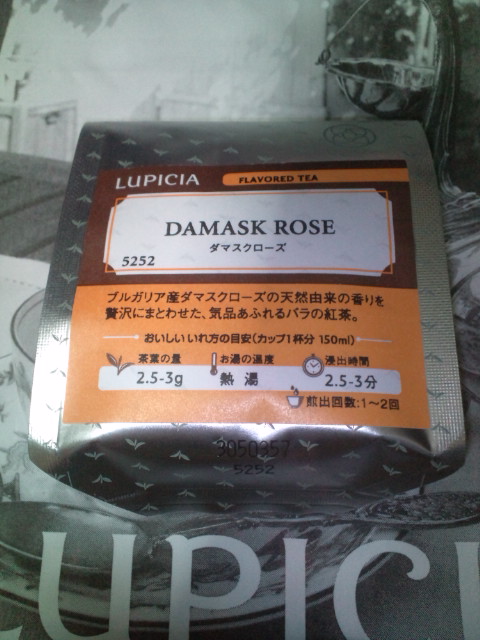 LUPICIA
FLAVORED TEA
DAMASK ROSE
ダマスクローズ
5252
ブルガリア産ダマスクローズの天然由来の香りを
贅沢にまとわせた、気品あふれるバラの紅茶。
おいしいいれ方の目安(カップ1杯分 150ml)
茶葉の量 お湯の温度 浸出時間
2.5-3g 熱湯 2.5-3分
煎出回数:1〜2回
3050357
5252
LUPICI